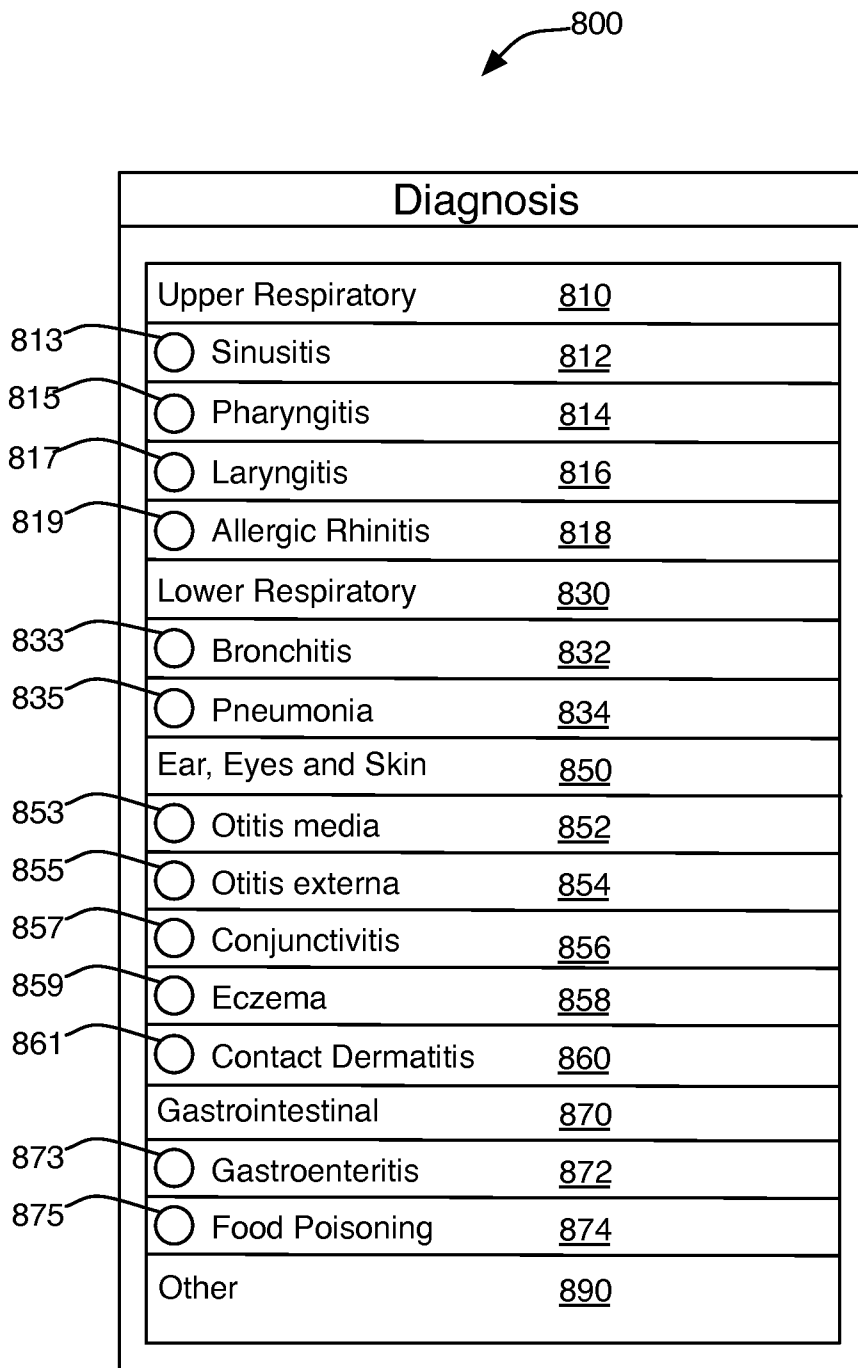 800
Diagnosis
Upper Respiratory 810
813 Sinusitis 812
815 Pharyngitis 814
817 Laryngitis 816
819 Allergic Rhinitis 818
Lower Respiratory 830
833 Bronchitis 832
835 Pneumonia 834
Ear, Eyes and Skin 850
853 Otitis media 852
855 Otitis externa 854
857 Conjunctivitis 856
859 Eczema 858
861 Contact Dermatitis 860
Gastrointestinal 870
873 Gastroenteritis 872
875 Food Poisoning 874
Other 890